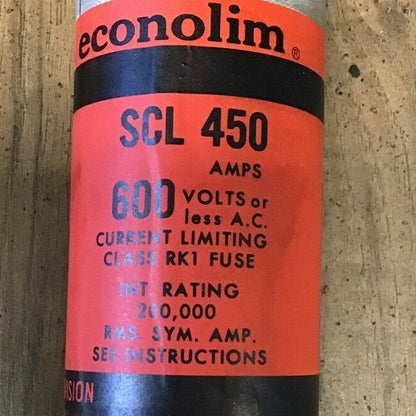 econolim®
SCL 450
AMPS
600 VOLTS or
less A.C.
CURRENT LIMITING
CLASS RK1 FUSE
INT. RATING
200,000
RMS. SYM. AMP.
SEE INSTRUCTIONS